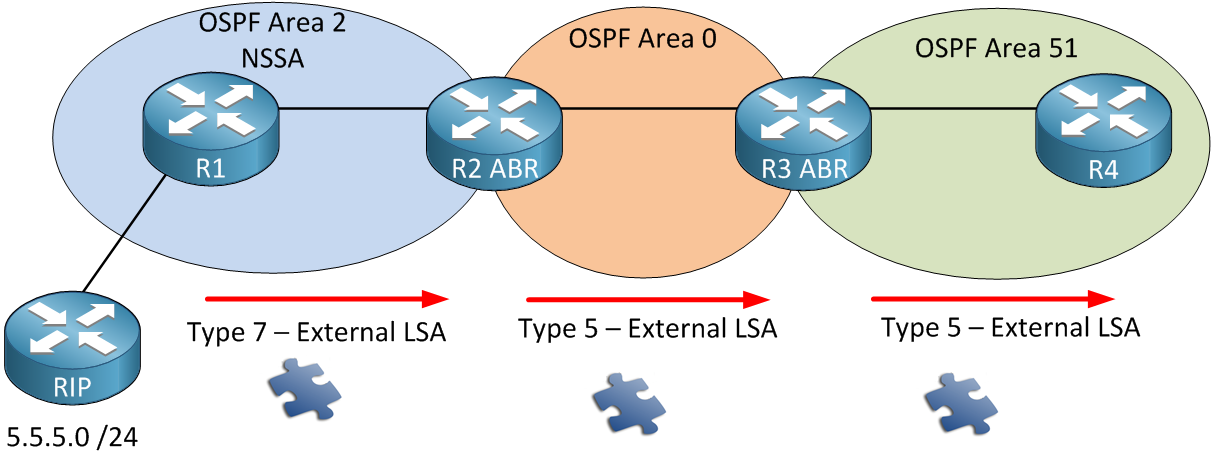 OSPF Area 2
NSSA
OSPF Area 0
OSPF Area 51
R1
R2 ABR
R3 ABR
R4
Type 7 – External LSA
Type 5 – External LSA
Type 5 – External LSA
RIP
5.5.5.0 /24